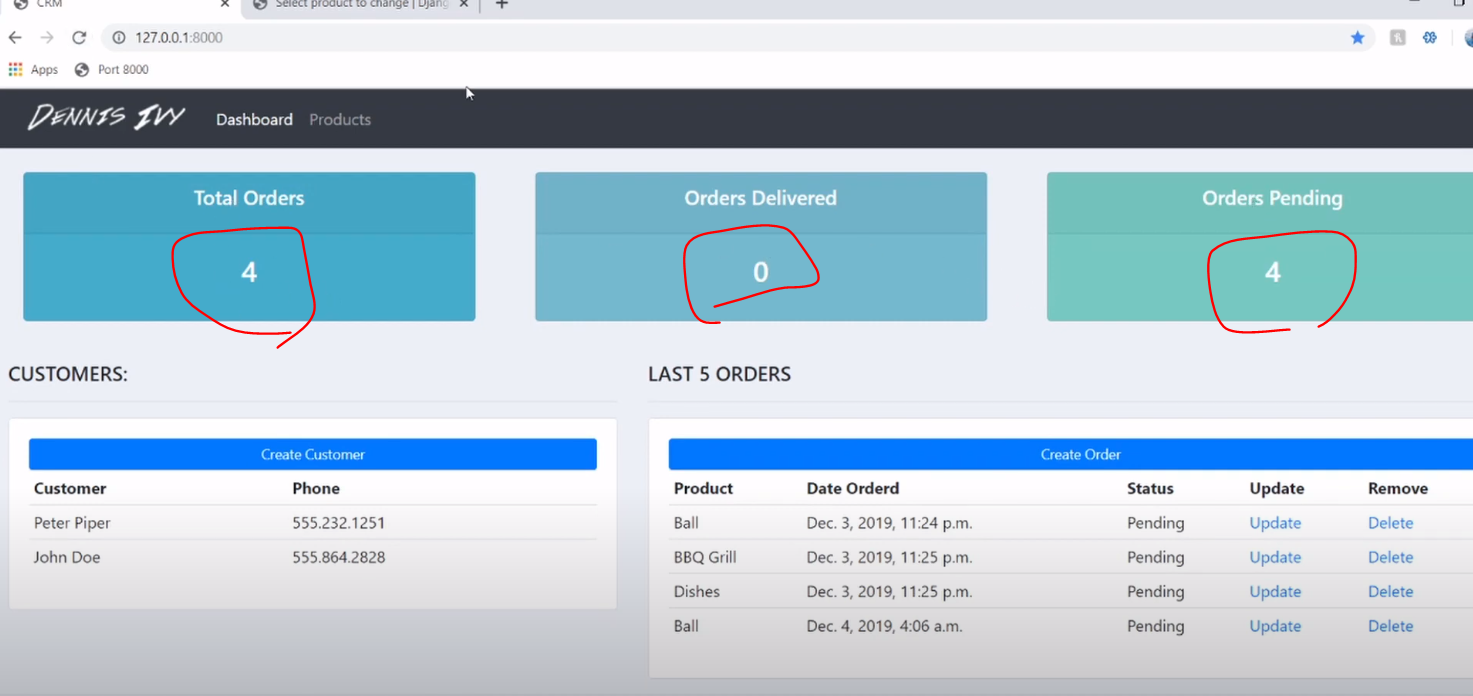 CRM
Select product to change | Djang
127.0.0.1:8000
Apps Port 8000
DENNIS IVY Dashboard Products
Total Orders Orders Delivered Orders Pending
4 0 4
CUSTOMERS: LAST 5 ORDERS
Create Customer Create Order
Customer Phone Product Date Orderd Status Update Remove
Peter Piper 555.232.1251 Ball Dec. 3, 2019, 11:24 p.m. Pending Update Delete
John Doe 555.864.2828 BBQ Grill Dec. 3, 2019, 11:25 p.m. Pending Update Delete
Dishes Dec. 3, 2019, 11:25 p.m. Pending Update Delete
Ball Dec. 4, 2019, 4:06 a.m. Pending Update Delete